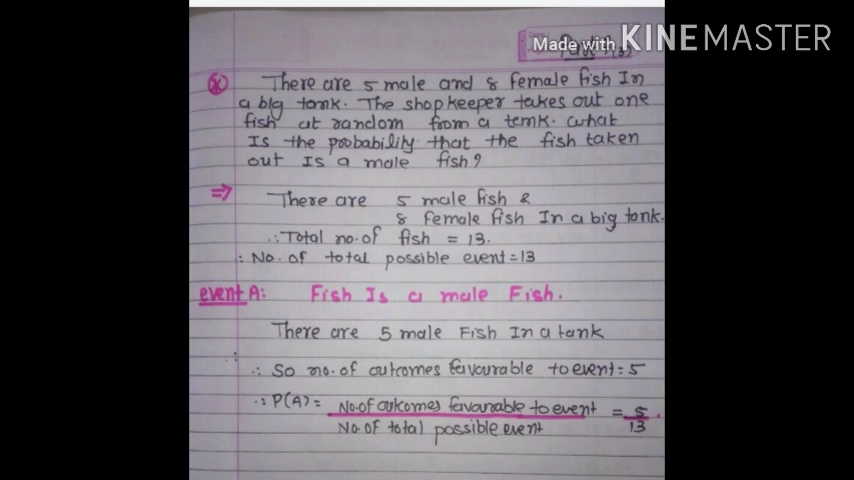 Made with KINEMASTER
There are 5 male and 8 female fish In
a big tank. The shopkeeper takes out one
fish at random from a tank. what
Is the probability that the fish taken
out Is a male fish?
⇒ There are 5 male fish &
8 female fish In a big tank.
∴ Total no. of fish = 13.
: No. of total possible event = 13
event A: Fish Is a male Fish.
There are 5 male Fish In a tank
∴
∴ So no. of outcomes favourable to event = 5
∴ P(A) = No. of outcomes favourable to event = 5
No. of total possible event 13